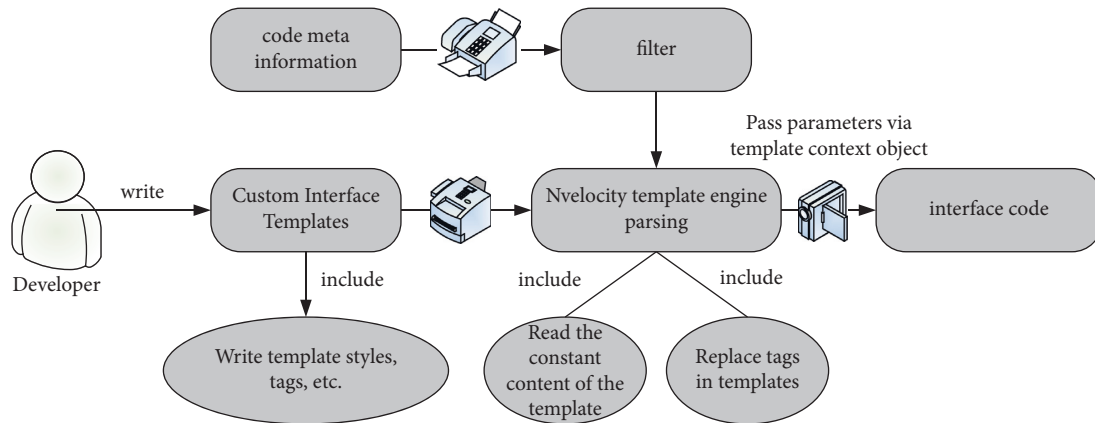 code meta
information
filter
Pass parameters via
template context object
write
Custom Interface
Templates
Nvelocity template engine
parsing
interface code
Developer
include
include
include
Write template styles,
tags, etc.
Read the
constant
content of the
template
Replace tags
in templates